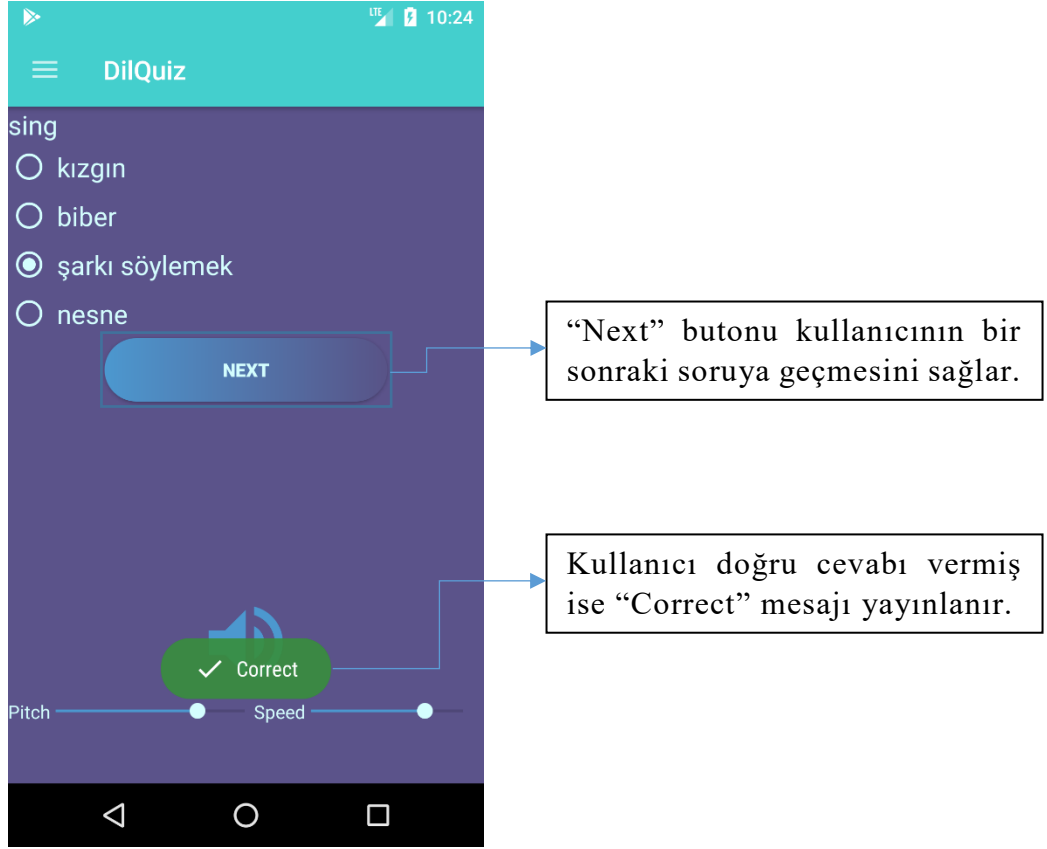 LTE 10:24
DilQuiz
sing
kızgın
biber
şarkı söylemek
nesne
NEXT
“Next” butonu kullanıcının bir
sonraki soruya geçmesini sağlar.
Kullanıcı doğru cevabı vermiş
ise “Correct” mesajı yayınlanır.
Correct
Pitch Speed